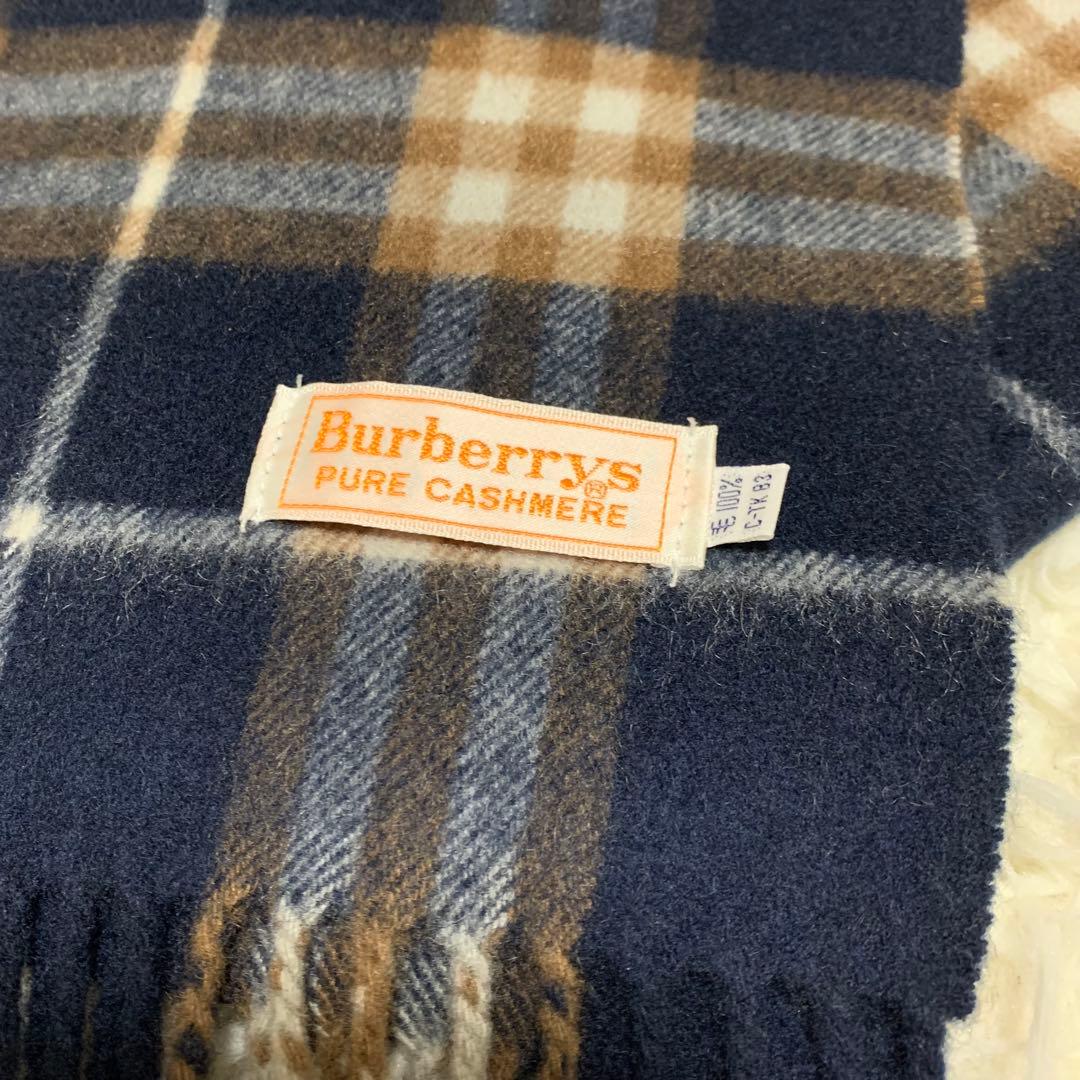 Burberrys
®
PURE CASHMERE
毛 100%
C-TK 83